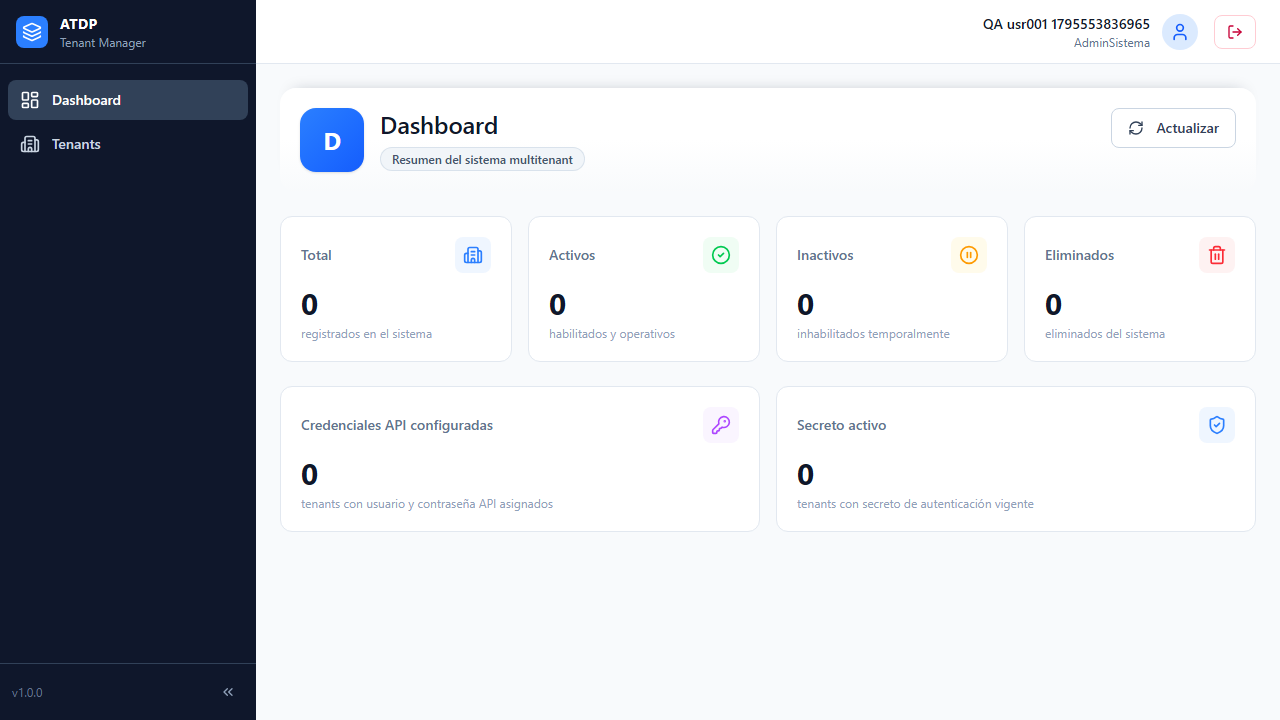 ATDP
Tenant Manager
QA usr001 1795553836965
AdminSistema
Dashboard
Tenants
D
Dashboard
Resumen del sistema multitenant
Actualizar
Total
0
registrados en el sistema
Activos
0
habilitados y operativos
Inactivos
0
inhabilitados temporalmente
Eliminados
0
eliminados del sistema
Credenciales API configuradas
0
tenants con usuario y contraseña API asignados
Secreto activo
0
tenants con secreto de autenticación vigente
v1.0.0